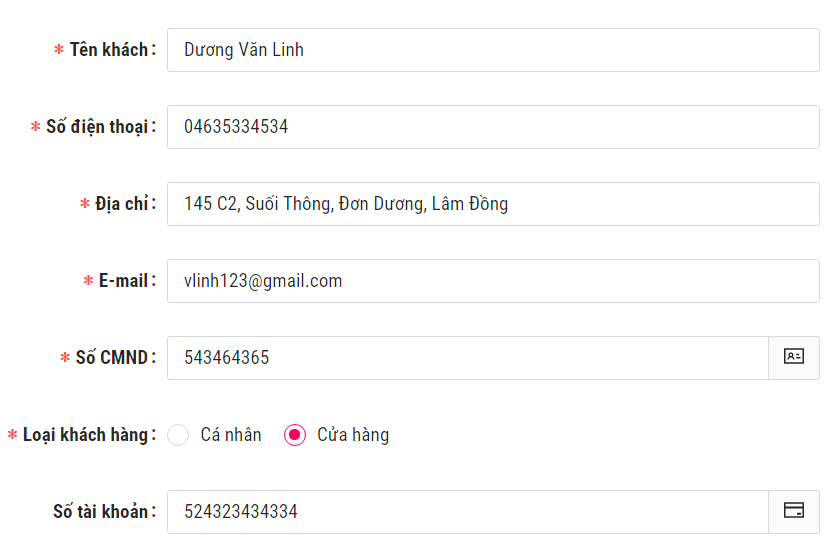 * Tên khách: Dương Văn Linh
* Số điện thoại: 04635334534
* Địa chỉ: 145 C2, Suối Thông, Đơn Dương, Lâm Đồng
* E-mail: vlinh123@gmail.com
* Số CMND: 543464365
* Loại khách hàng: Cá nhân Cửa hàng
Số tài khoản: 524323434334